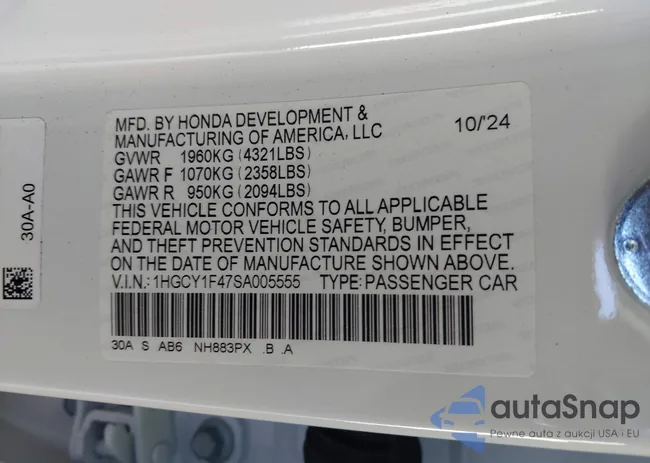 30A-A0
MFD. BY HONDA DEVELOPMENT &
MANUFACTURING OF AMERICA, LLC 10/'24
GVWR 1960KG (4321LBS)
GAWR F 1070KG (2358LBS)
GAWR R 950KG (2094LBS)
THIS VEHICLE CONFORMS TO ALL APPLICABLE
FEDERAL MOTOR VEHICLE SAFETY, BUMPER,
AND THEFT PREVENTION STANDARDS IN EFFECT
ON THE DATE OF MANUFACTURE SHOWN ABOVE.
V.I.N.: 1HGCY1F47SA005555 TYPE: PASSENGER CAR
30A S AB6 NH883PX .B .A
autaSnap
Pewne auta z aukcji USA i EU